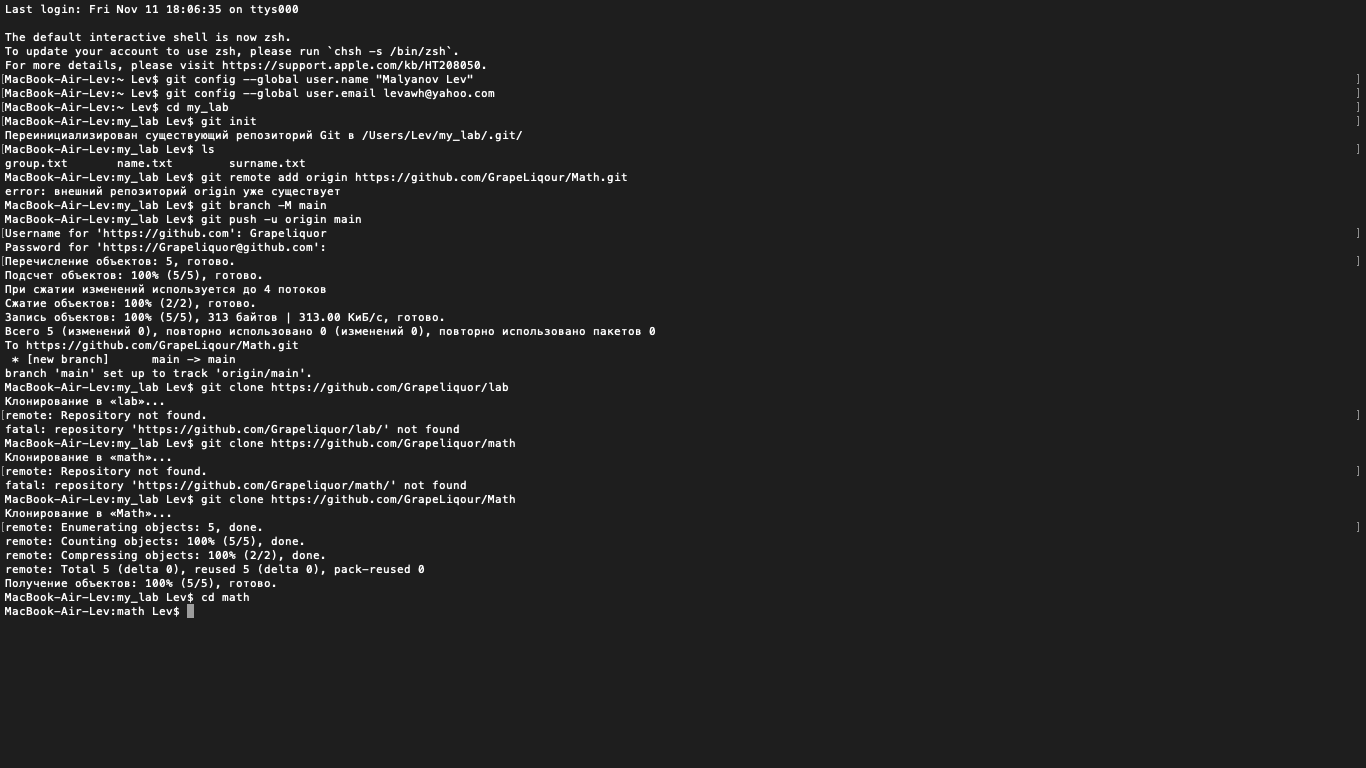 Last login: Fri Nov 11 18:06:35 on ttys000
The default interactive shell is now zsh.
To update your account to use zsh, please run `chsh -s /bin/zsh`.
For more details, please visit https://support.apple.com/kb/HT208050.
[MacBook-Air-Lev:~ Lev$ git config --global user.name "Malyanov Lev" ]
[MacBook-Air-Lev:~ Lev$ git config --global user.email levawh@yahoo.com ]
[MacBook-Air-Lev:~ Lev$ cd my_lab ]
[MacBook-Air-Lev:my_lab Lev$ git init ]
Переинициализирован существующий репозиторий Git в /Users/Lev/my_lab/.git/
[MacBook-Air-Lev:my_lab Lev$ ls ]
group.txt       name.txt        surname.txt
MacBook-Air-Lev:my_lab Lev$ git remote add origin https://github.com/GrapeLiqour/Math.git
error: внешний репозиторий origin уже существует
MacBook-Air-Lev:my_lab Lev$ git branch -M main
MacBook-Air-Lev:my_lab Lev$ git push -u origin main
[Username for 'https://github.com': Grapeliquor ]
Password for 'https://Grapeliquor@github.com':
[Перечисление объектов: 5, готово. ]
Подсчет объектов: 100% (5/5), готово.
При сжатии изменений используется до 4 потоков
Сжатие объектов: 100% (2/2), готово.
Запись объектов: 100% (5/5), 313 байтов | 313.00 КиБ/с, готово.
Всего 5 (изменений 0), повторно использовано 0 (изменений 0), повторно использовано пакетов 0
To https://github.com/GrapeLiqour/Math.git
 * [new branch]      main -> main
branch 'main' set up to track 'origin/main'.
MacBook-Air-Lev:my_lab Lev$ git clone https://github.com/Grapeliquor/lab
Клонирование в «lab»...
[remote: Repository not found. ]
fatal: repository 'https://github.com/Grapeliquor/lab/' not found
MacBook-Air-Lev:my_lab Lev$ git clone https://github.com/Grapeliquor/math
Клонирование в «math»...
[remote: Repository not found. ]
fatal: repository 'https://github.com/Grapeliquor/math/' not found
MacBook-Air-Lev:my_lab Lev$ git clone https://github.com/GrapeLiqour/Math
Клонирование в «Math»...
[remote: Enumerating objects: 5, done. ]
remote: Counting objects: 100% (5/5), done.
remote: Compressing objects: 100% (2/2), done.
remote: Total 5 (delta 0), reused 5 (delta 0), pack-reused 0
Получение объектов: 100% (5/5), готово.
MacBook-Air-Lev:my_lab Lev$ cd math
MacBook-Air-Lev:math Lev$